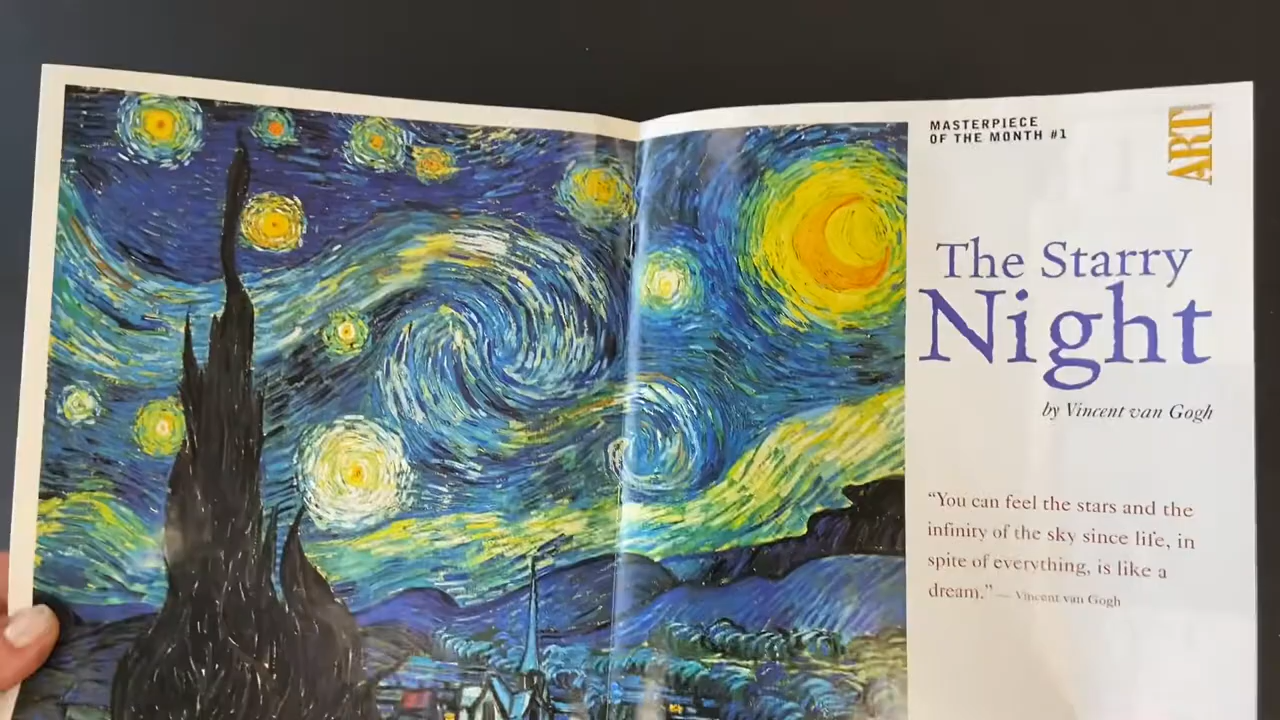 MASTERPIECE
OF THE MONTH #1
ART
The Starry
Night
by Vincent van Gogh
“You can feel the stars and the
infinity of the sky since life, in
spite of everything, is like a
dream.” — Vincent van Gogh